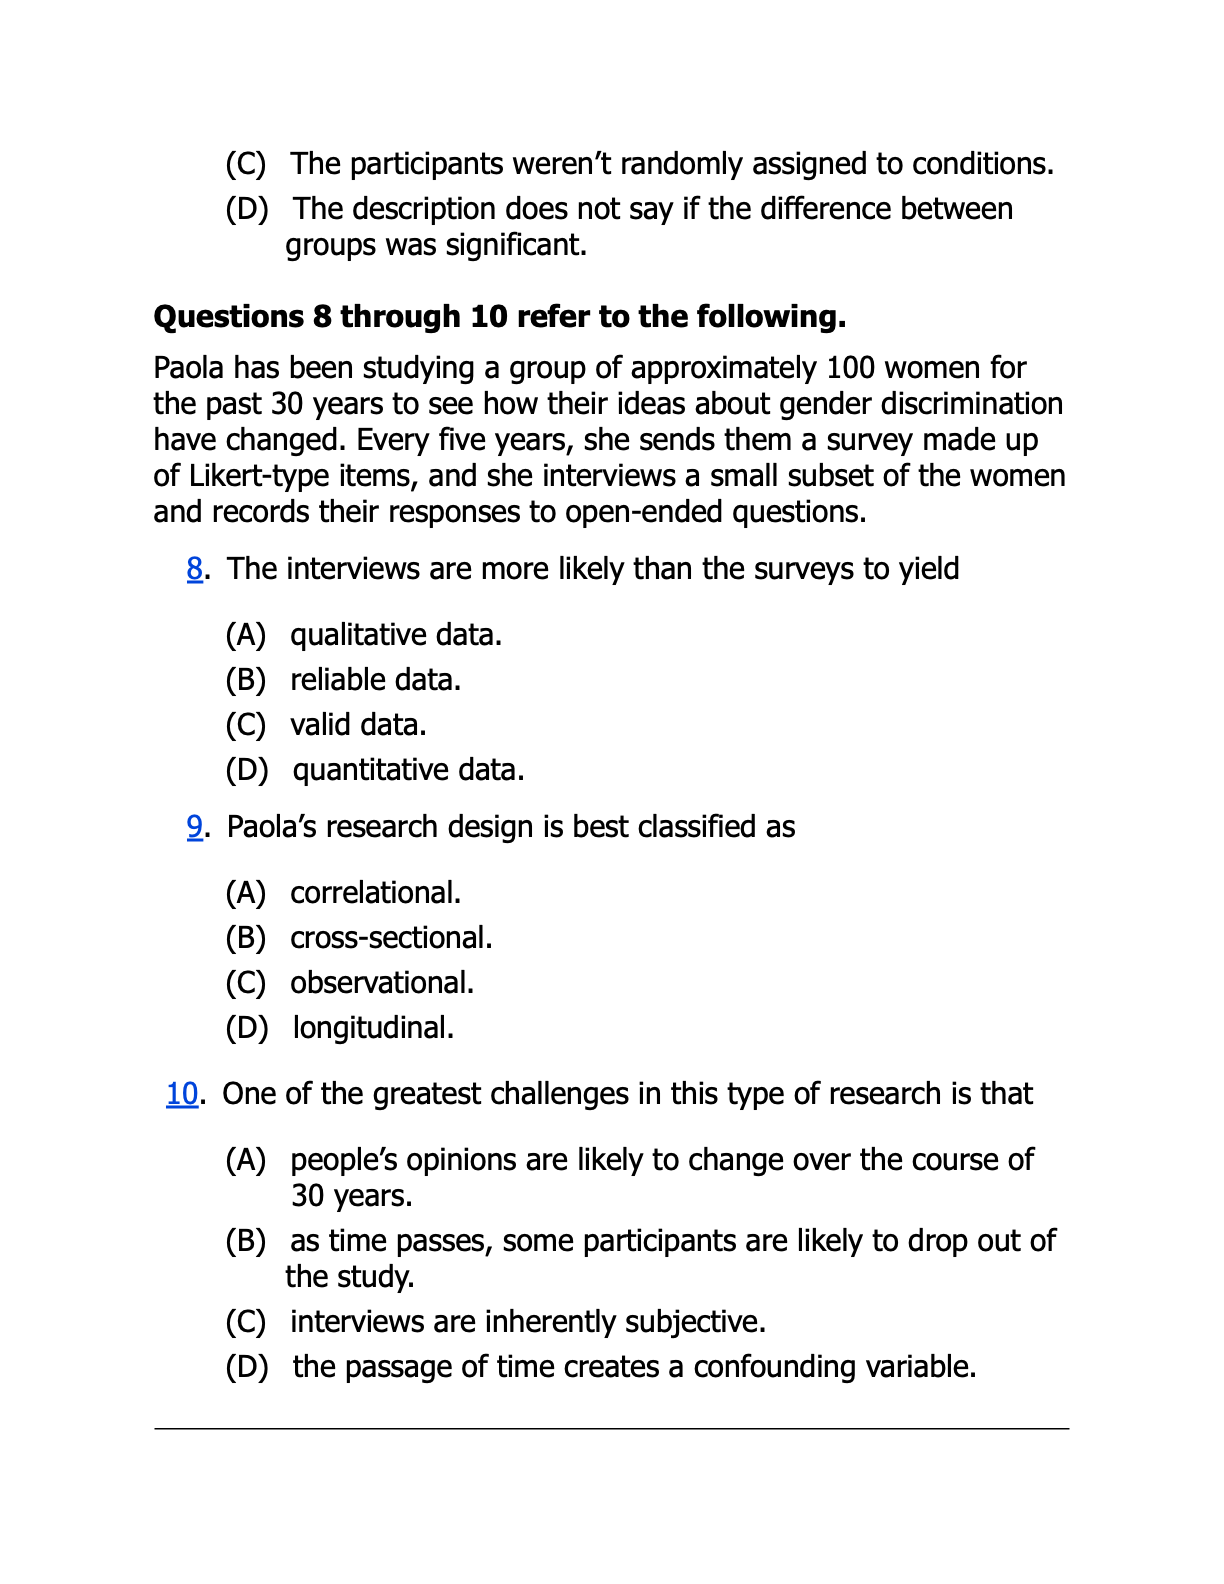 (C) The participants weren’t randomly assigned to conditions.
(D) The description does not say if the difference between
groups was significant.
Questions 8 through 10 refer to the following.
Paola has been studying a group of approximately 100 women for
the past 30 years to see how their ideas about gender discrimination
have changed. Every five years, she sends them a survey made up
of Likert-type items, and she interviews a small subset of the women
and records their responses to open-ended questions.
8. The interviews are more likely than the surveys to yield
(A) qualitative data.
(B) reliable data.
(C) valid data.
(D) quantitative data.
9. Paola’s research design is best classified as
(A) correlational.
(B) cross-sectional.
(C) observational.
(D) longitudinal.
10. One of the greatest challenges in this type of research is that
(A) people’s opinions are likely to change over the course of
30 years.
(B) as time passes, some participants are likely to drop out of
the study.
(C) interviews are inherently subjective.
(D) the passage of time creates a confounding variable.